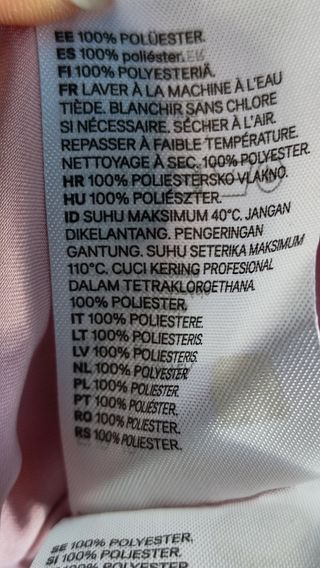 EE 100% POLÜESTER.
ES 100% poliéster.
FI 100% POLYESTERIÄ.
FR LAVER À LA MACHINE À L'EAU
TIÈDE. BLANCHIR SANS CHLORE
SI NÉCESSAIRE. SÉCHER À L'AIR.
REPASSER À FAIBLE TEMPÉRATURE.
NETTOYAGE À SEC. 100% POLYESTER.
HR 100% POLIESTERSKO VLAKNO.
HU 100% POLIÉSZTER.
ID SUHU MAKSIMUM 40°C. JANGAN
DIKELANTANG. PENGERINGAN
GANTUNG. SUHU SETERIKA MAKSIMUM
110°C. CUCI KERING PROFESIONAL
DALAM TETRAKLOROETHANA.
100% POLIESTER.
IT 100% POLIESTERE.
LT 100% POLIESTERIS.
LV 100% POLIESTERIS.
NL 100% POLYESTER.
PL 100% POLIESTER.
PT 100% POLIÉSTER.
RO 100% POLIESTER.
RS 100% POLIESTER.
SE 100% POLYESTER.
SI 100% POLIESTER.
100% POLYESTER.